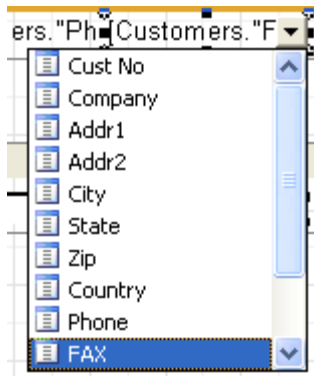 ers."Ph [Customers."F
Cust No
Company
Addr1
Addr2
City
State
Zip
Country
Phone
FAX